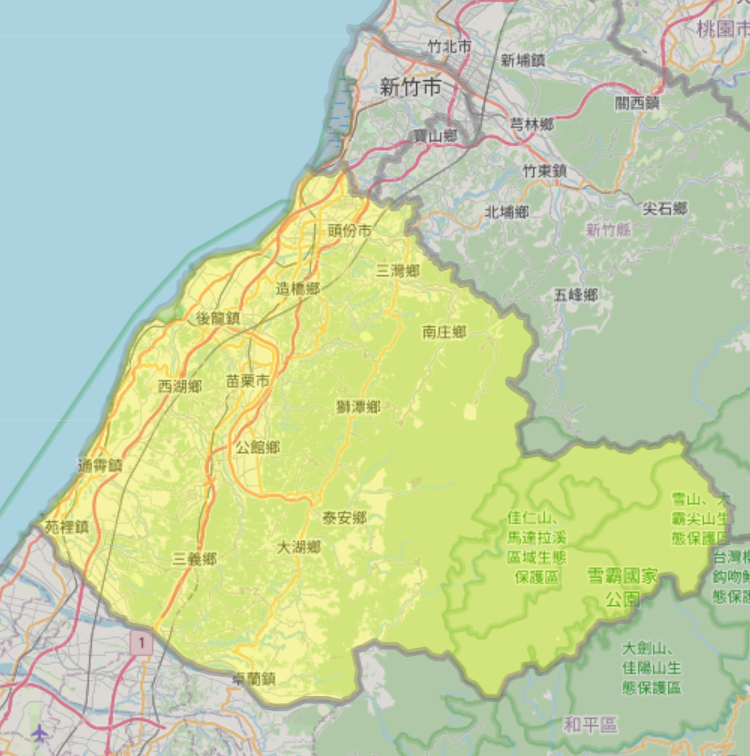 桃園市
竹北市
新埔鎮
新竹市
關西鎮
芎林鄉
寶山鄉
竹東鎮
北埔鄉
尖石鄉
新竹縣
頭份市
三灣鄉
造橋鄉
五峰鄉
後龍鎮
南庄鄉
西湖鄉
苗栗市
獅潭鄉
公館鄉
通霄鎮
雪山、大
霸尖山生
態保護區
佳仁山、
馬達拉溪
區域生態
保護區
泰安鄉
苑裡鎮
大湖鄉
三義鄉
台灣櫻
鉤吻鮭
態保護
雪霸國家
公園
1
大劍山、
佳陽山生
態保護區
卓蘭鎮
和平區